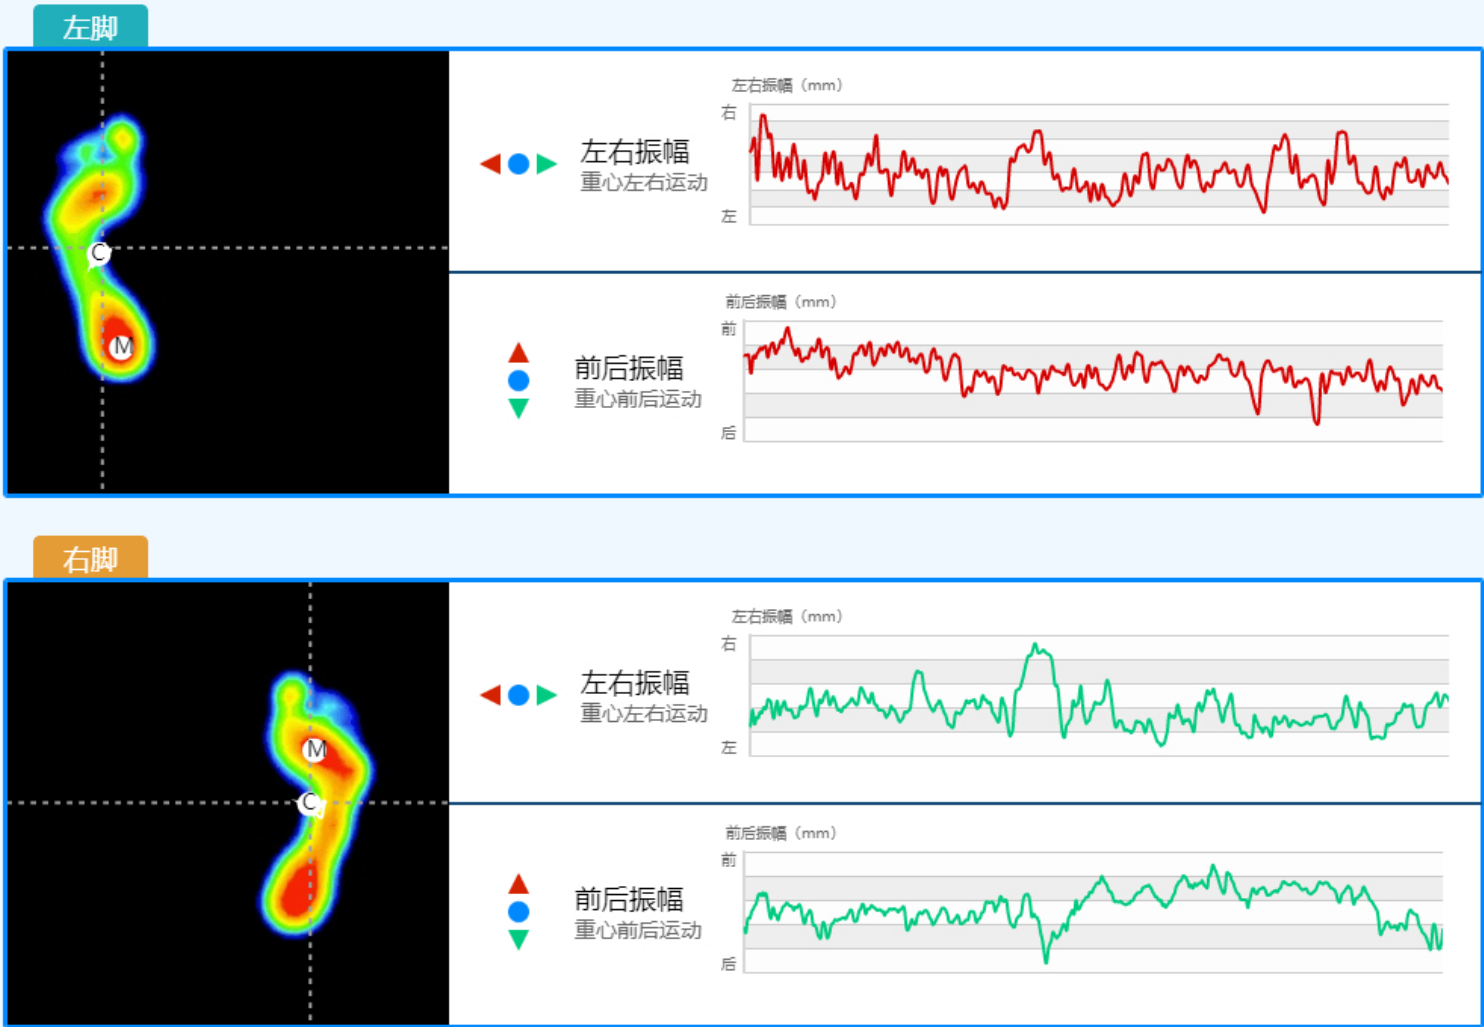 左脚
左右振幅（mm）
右
左右振幅
重心左右运动
左
C
M
前后振幅（mm）
前
前后振幅
重心前后运动
后
右脚
左右振幅（mm）
右
左右振幅
重心左右运动
左
M
C
前后振幅（mm）
前
前后振幅
重心前后运动
后